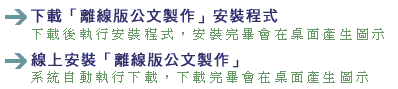 下載「離線版公文製作」安裝程式
下載後執行安裝程式，安裝完畢會在桌面產生圖示
線上安裝「離線版公文製作」
系統自動執行下載，下載完畢會在桌面產生圖示